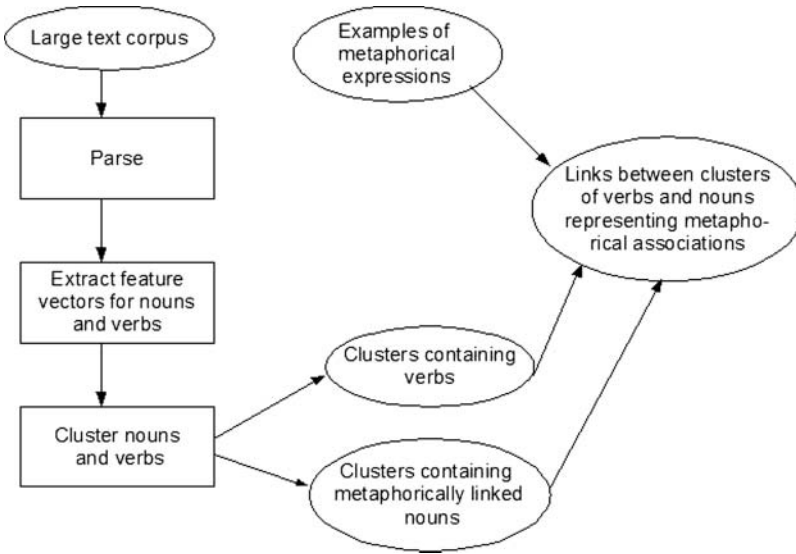 Large text corpus
Examples of
metaphorical
expressions
Parse
Links between clusters
of verbs and nouns
representing metapho-
rical associations
Extract feature
vectors for nouns
and verbs
Clusters containing
verbs
Cluster nouns
and verbs
Clusters containing
metaphorically linked
nouns